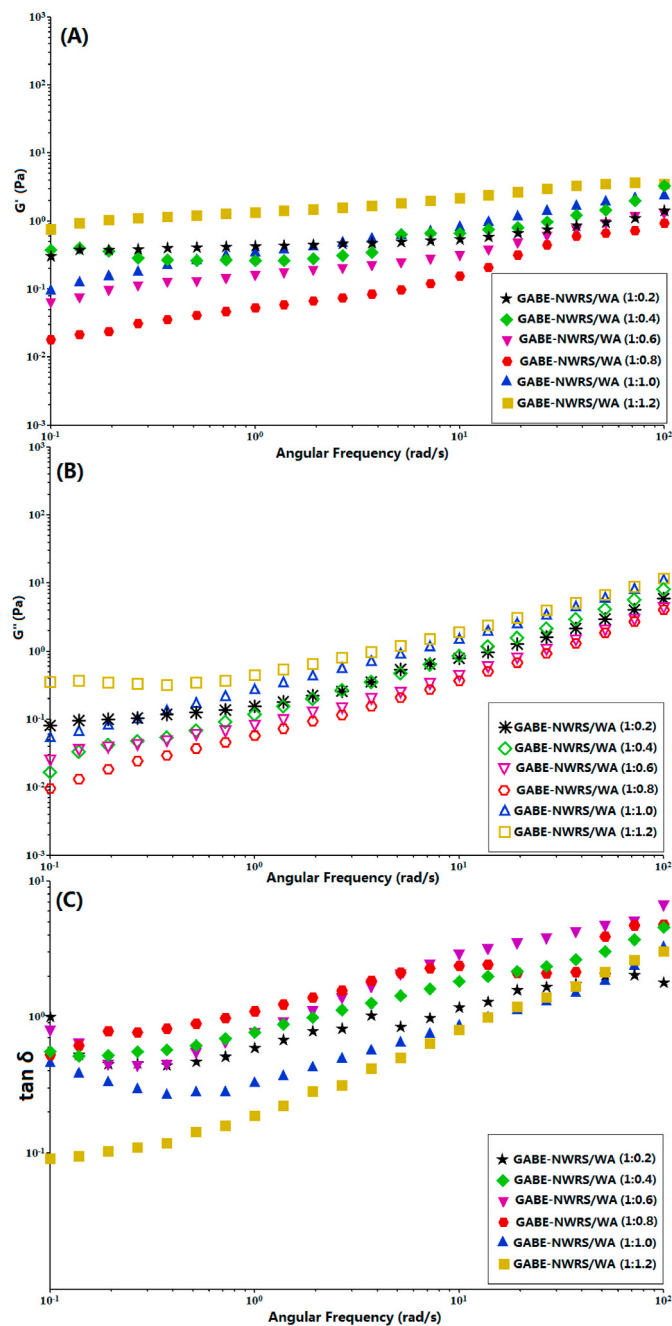 (A)
10³
10²
10¹
10⁰
10⁻¹
10⁻²
10⁻³
G' (Pa)
GABE-NWRS/WA (1:0.2)
GABE-NWRS/WA (1:0.4)
GABE-NWRS/WA (1:0.6)
GABE-NWRS/WA (1:0.8)
GABE-NWRS/WA (1:1.0)
GABE-NWRS/WA (1:1.2)
10⁻¹ 10⁰ 10¹ 10²
Angular Frequency (rad/s)
(B)
10³
10²
10¹
10⁰
10⁻¹
10⁻²
10⁻³
G" (Pa)
GABE-NWRS/WA (1:0.2)
GABE-NWRS/WA (1:0.4)
GABE-NWRS/WA (1:0.6)
GABE-NWRS/WA (1:0.8)
GABE-NWRS/WA (1:1.0)
GABE-NWRS/WA (1:1.2)
10⁻¹ 10⁰ 10¹ 10²
Angular Frequency (rad/s)
(C)
10¹
10⁰
10⁻¹
tan δ
GABE-NWRS/WA (1:0.2)
GABE-NWRS/WA (1:0.4)
GABE-NWRS/WA (1:0.6)
GABE-NWRS/WA (1:0.8)
GABE-NWRS/WA (1:1.0)
GABE-NWRS/WA (1:1.2)
10⁻¹ 10⁰ 10¹ 10²
Angular Frequency (rad/s)